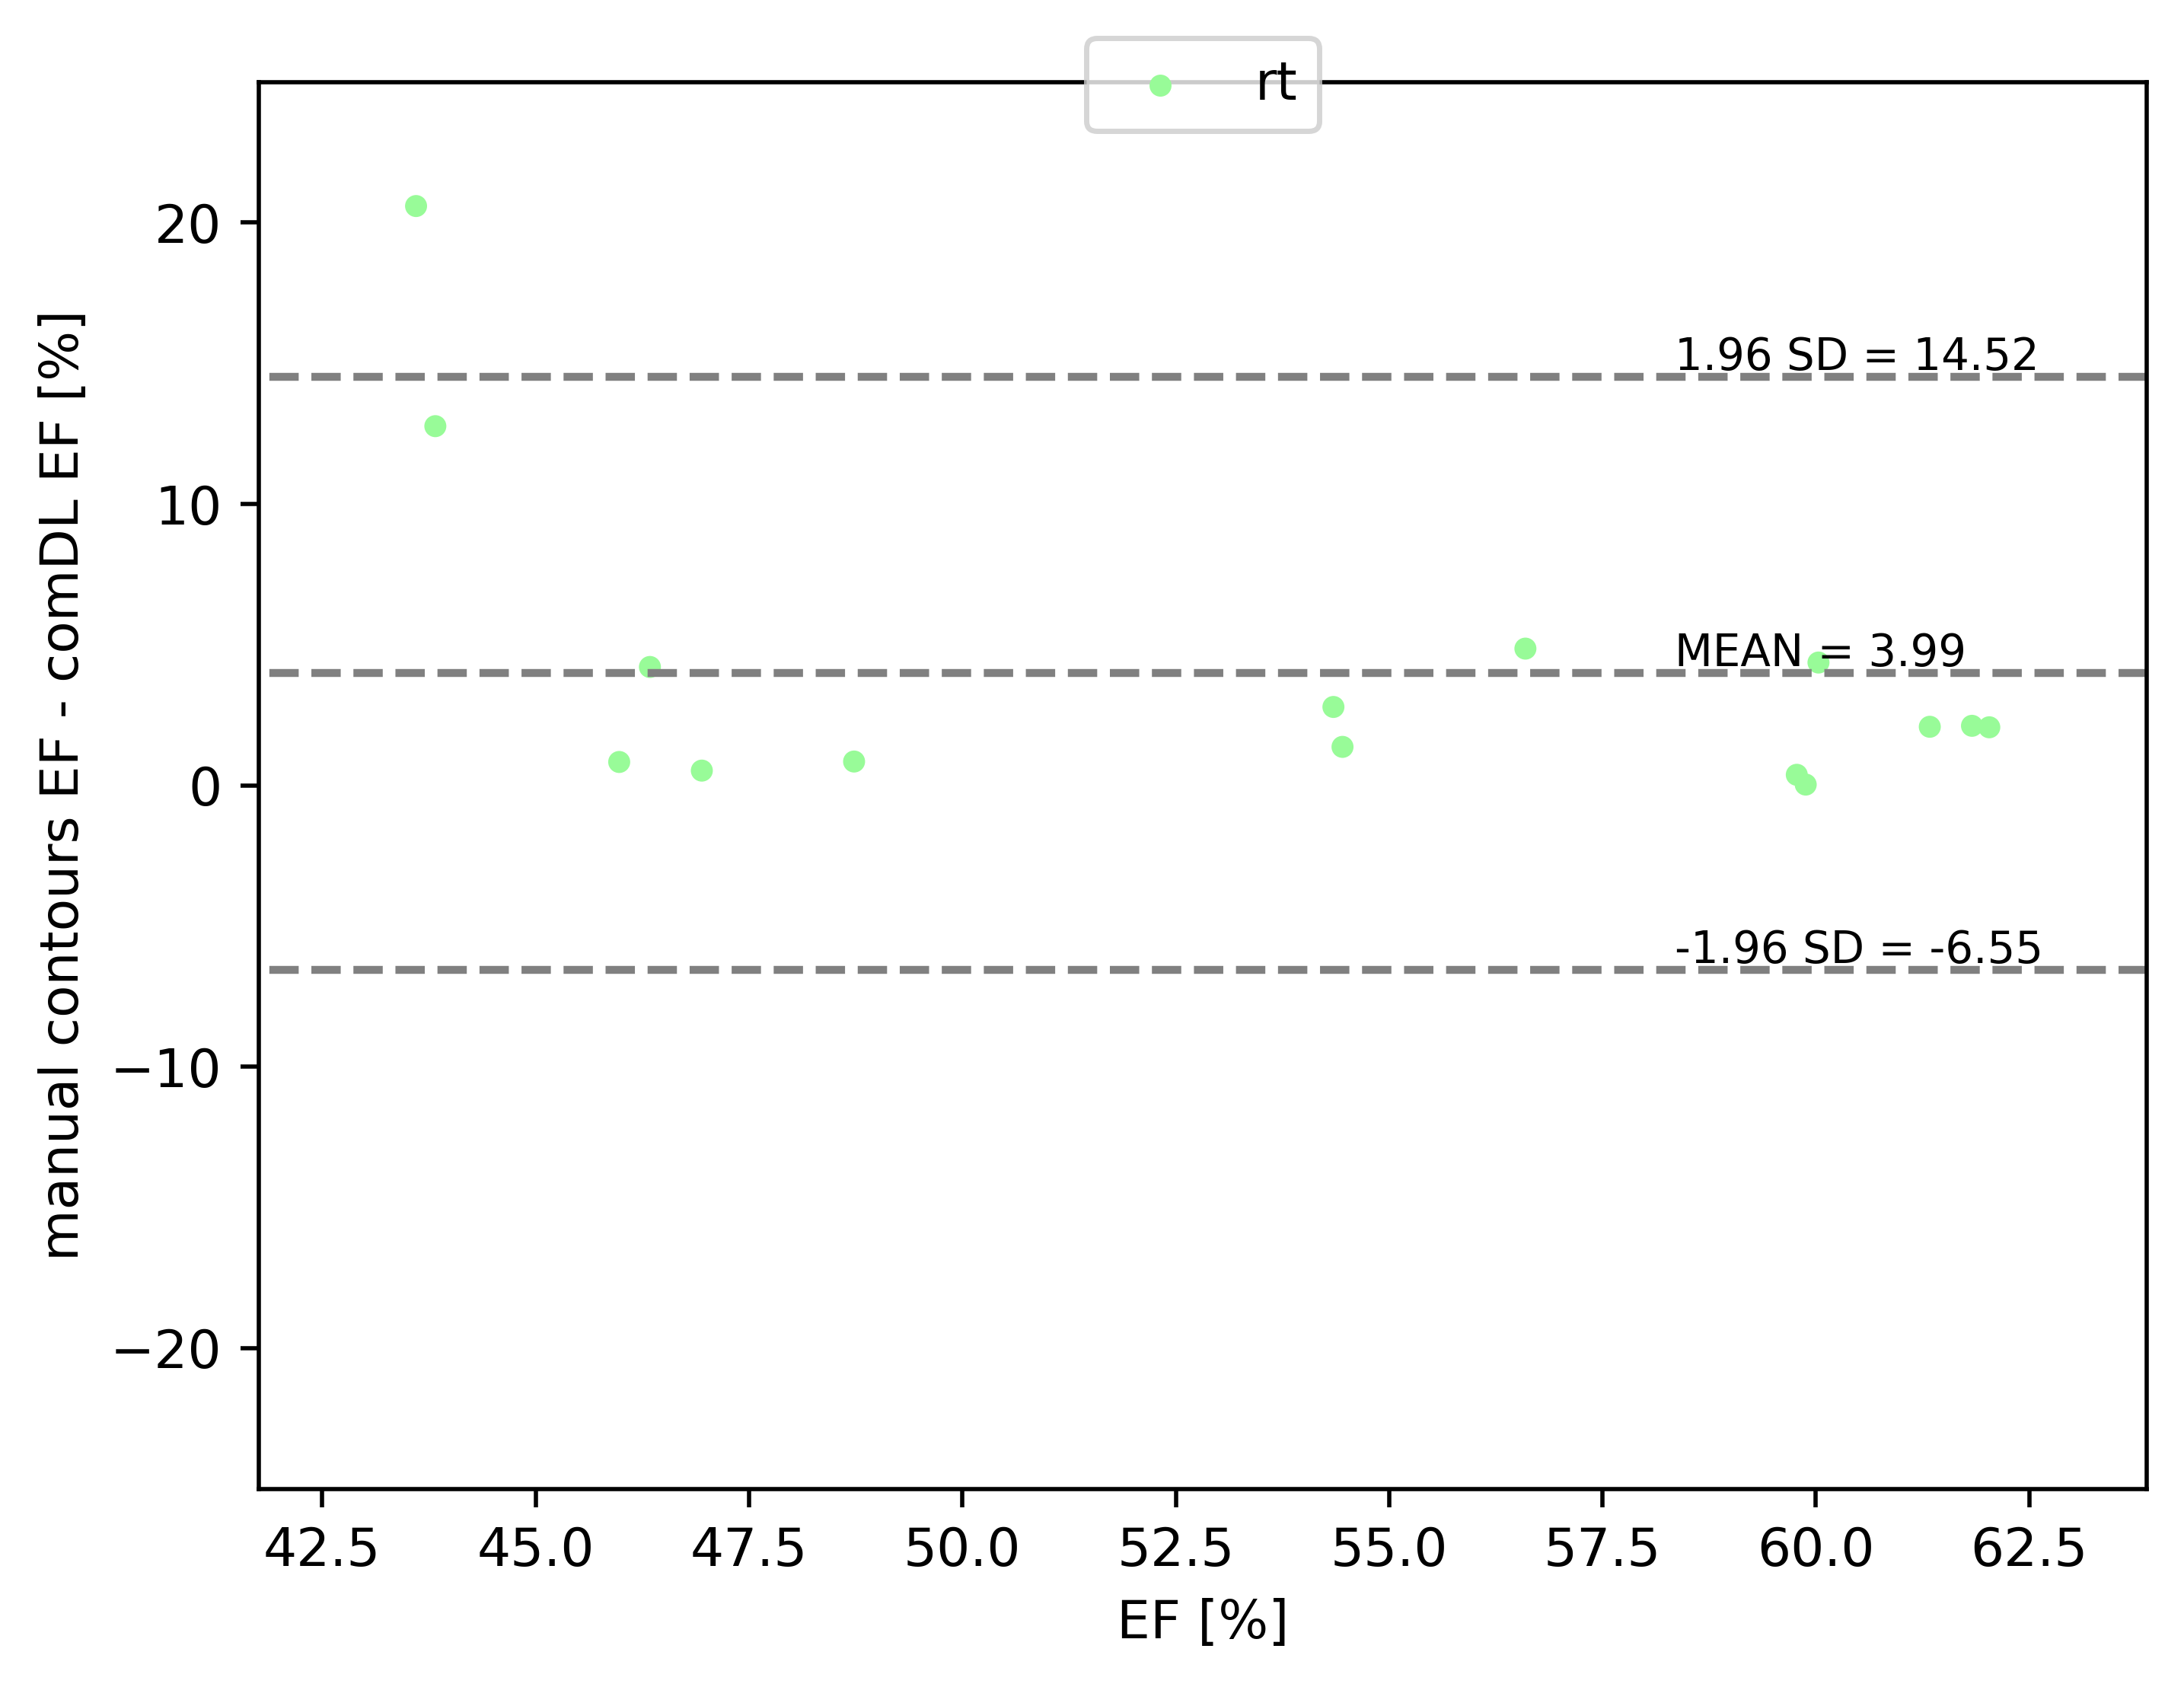 rt
20
10
0
−10
−20
manual contours EF - comDL EF [%]
1.96 SD = 14.52
MEAN = 3.99
-1.96 SD = -6.55
42.5 45.0 47.5 50.0 52.5 55.0 57.5 60.0 62.5
EF [%]